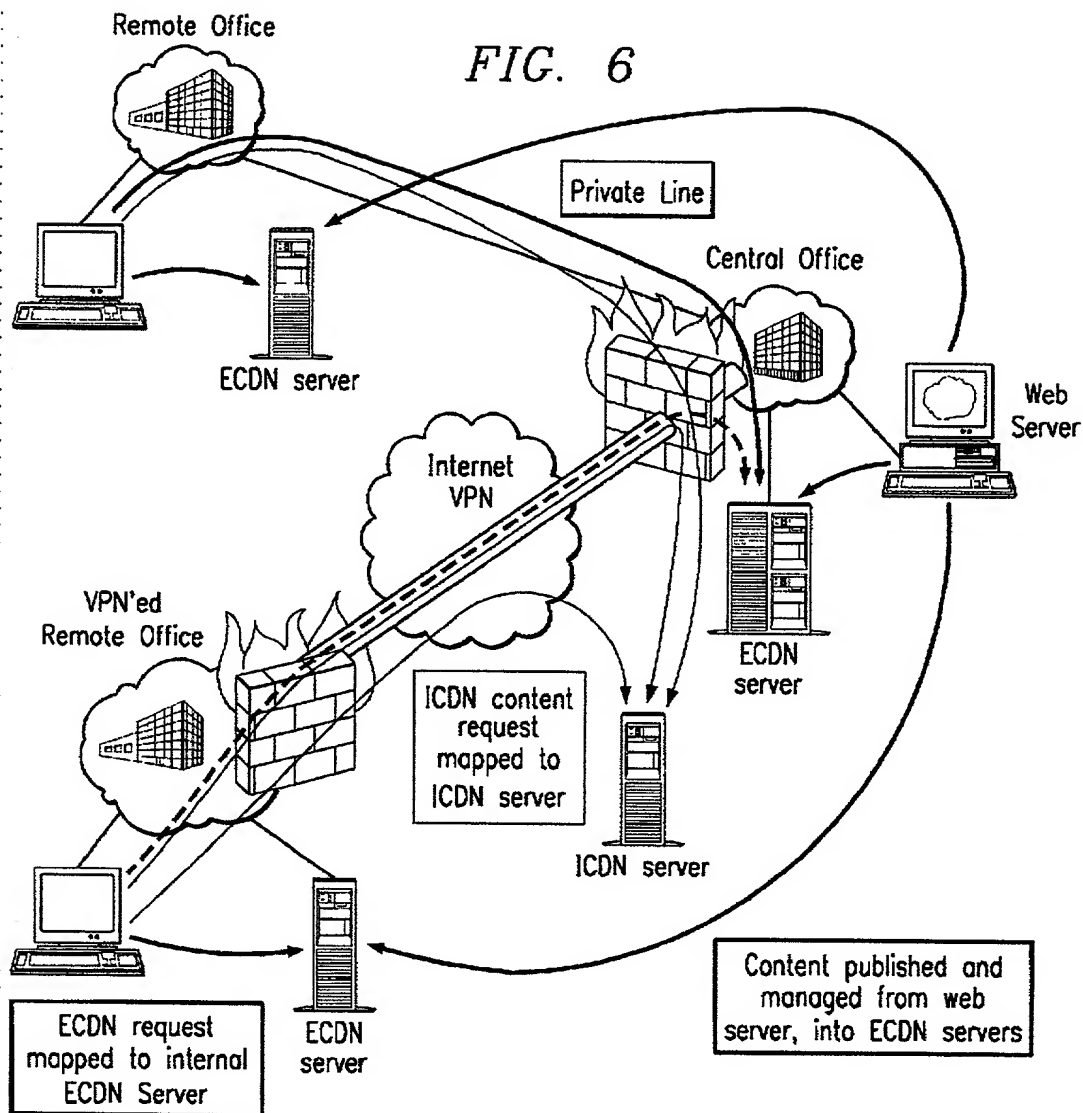 Remote Office
FIG. 6
Private Line
Central Office
ECDN server
Web
Server
Internet
VPN
VPN'ed
Remote Office
ECDN
server
ICDN content
request
mapped to
ICDN server
ICDN server
ECDN request
mapped to internal
ECDN Server
ECDN
server
Content published and
managed from web
server, into ECDN servers